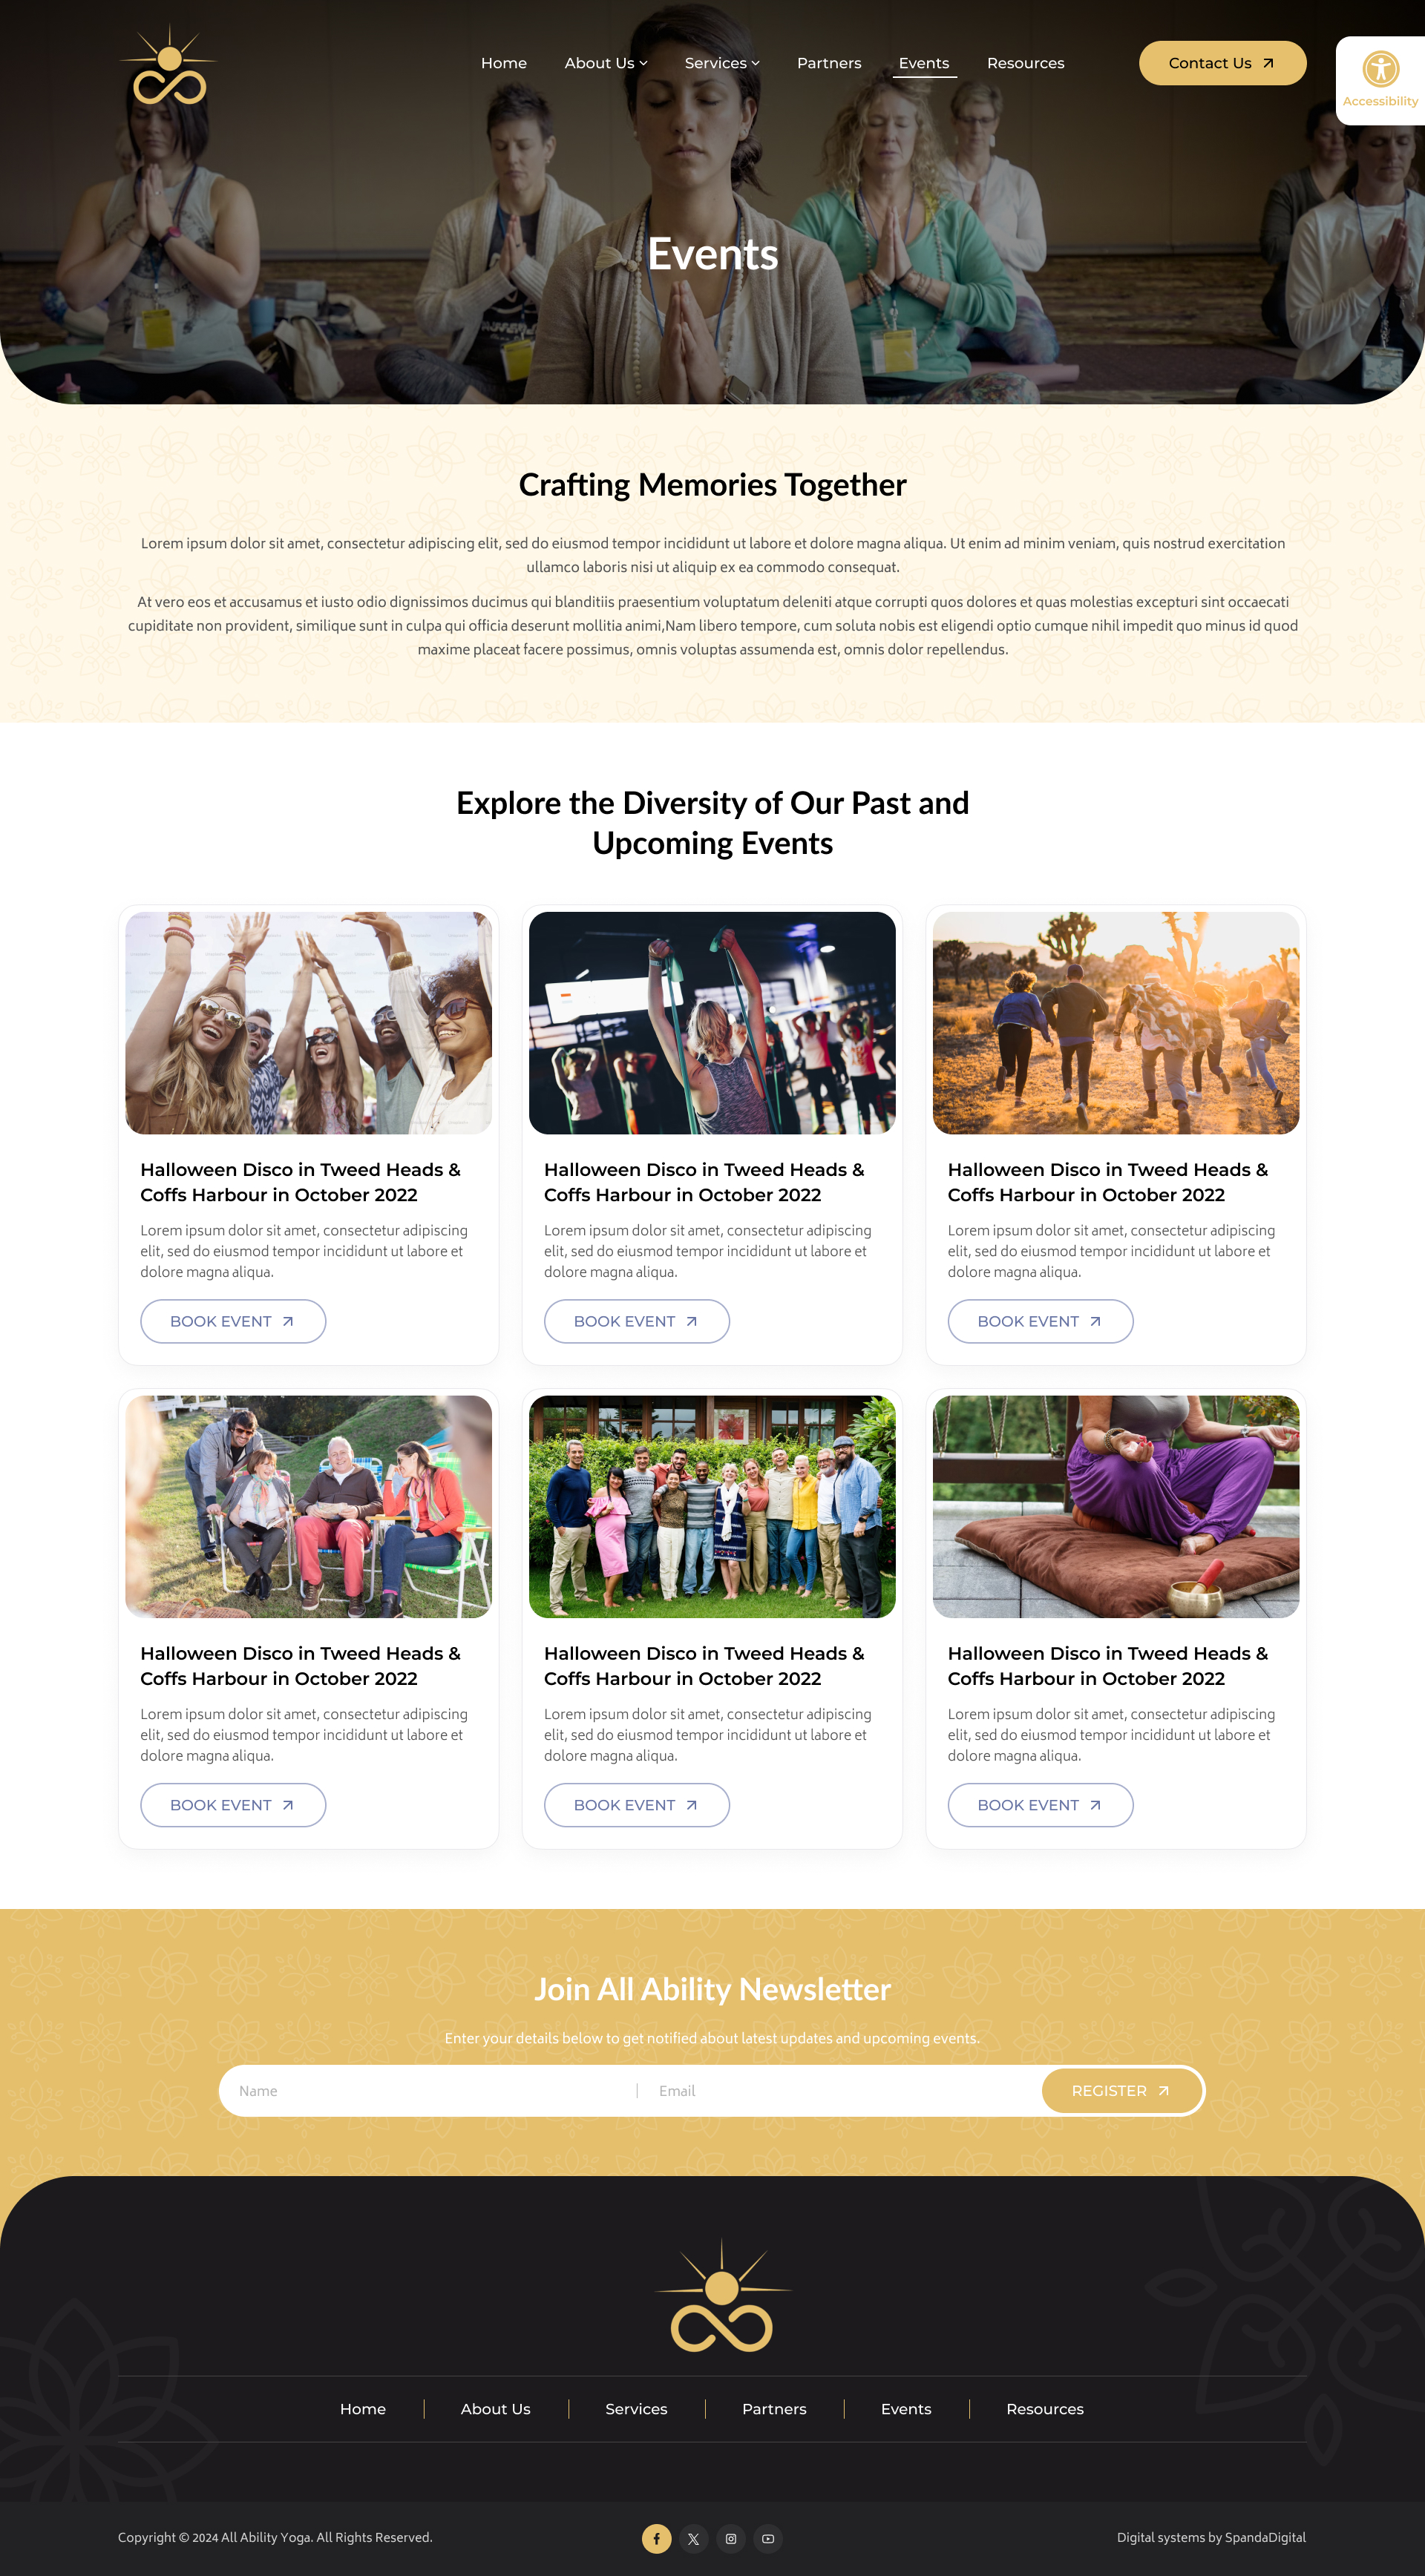 Home About Us Services Partners Events Resources Contact Us
Accessibility
Events
Crafting Memories Together
Lorem ipsum dolor sit amet, consectetur adipiscing elit, sed do eiusmod tempor incididunt ut labore et dolore magna aliqua. Ut enim ad minim veniam, quis nostrud exercitation
ullamco laboris nisi ut aliquip ex ea commodo consequat.
At vero eos et accusamus et iusto odio dignissimos ducimus qui blanditiis praesentium voluptatum deleniti atque corrupti quos dolores et quas molestias excepturi sint occaecati
cupiditate non provident, similique sunt in culpa qui officia deserunt mollitia animi,Nam libero tempore, cum soluta nobis est eligendi optio cumque nihil impedit quo minus id quod
maxime placeat facere possimus, omnis voluptas assumenda est, omnis dolor repellendus.
Explore the Diversity of Our Past and
Upcoming Events
Halloween Disco in Tweed Heads &
Coffs Harbour in October 2022
Lorem ipsum dolor sit amet, consectetur adipiscing
elit, sed do eiusmod tempor incididunt ut labore et
dolore magna aliqua.
BOOK EVENT
Halloween Disco in Tweed Heads &
Coffs Harbour in October 2022
Lorem ipsum dolor sit amet, consectetur adipiscing
elit, sed do eiusmod tempor incididunt ut labore et
dolore magna aliqua.
BOOK EVENT
Halloween Disco in Tweed Heads &
Coffs Harbour in October 2022
Lorem ipsum dolor sit amet, consectetur adipiscing
elit, sed do eiusmod tempor incididunt ut labore et
dolore magna aliqua.
BOOK EVENT
Halloween Disco in Tweed Heads &
Coffs Harbour in October 2022
Lorem ipsum dolor sit amet, consectetur adipiscing
elit, sed do eiusmod tempor incididunt ut labore et
dolore magna aliqua.
BOOK EVENT
Halloween Disco in Tweed Heads &
Coffs Harbour in October 2022
Lorem ipsum dolor sit amet, consectetur adipiscing
elit, sed do eiusmod tempor incididunt ut labore et
dolore magna aliqua.
BOOK EVENT
Halloween Disco in Tweed Heads &
Coffs Harbour in October 2022
Lorem ipsum dolor sit amet, consectetur adipiscing
elit, sed do eiusmod tempor incididunt ut labore et
dolore magna aliqua.
BOOK EVENT
Join All Ability Newsletter
Enter your details below to get notified about latest updates and upcoming events.
Name Email REGISTER
Home About Us Services Partners Events Resources
Copyright © 2024 All Ability Yoga. All Rights Reserved. Digital systems by SpandaDigital